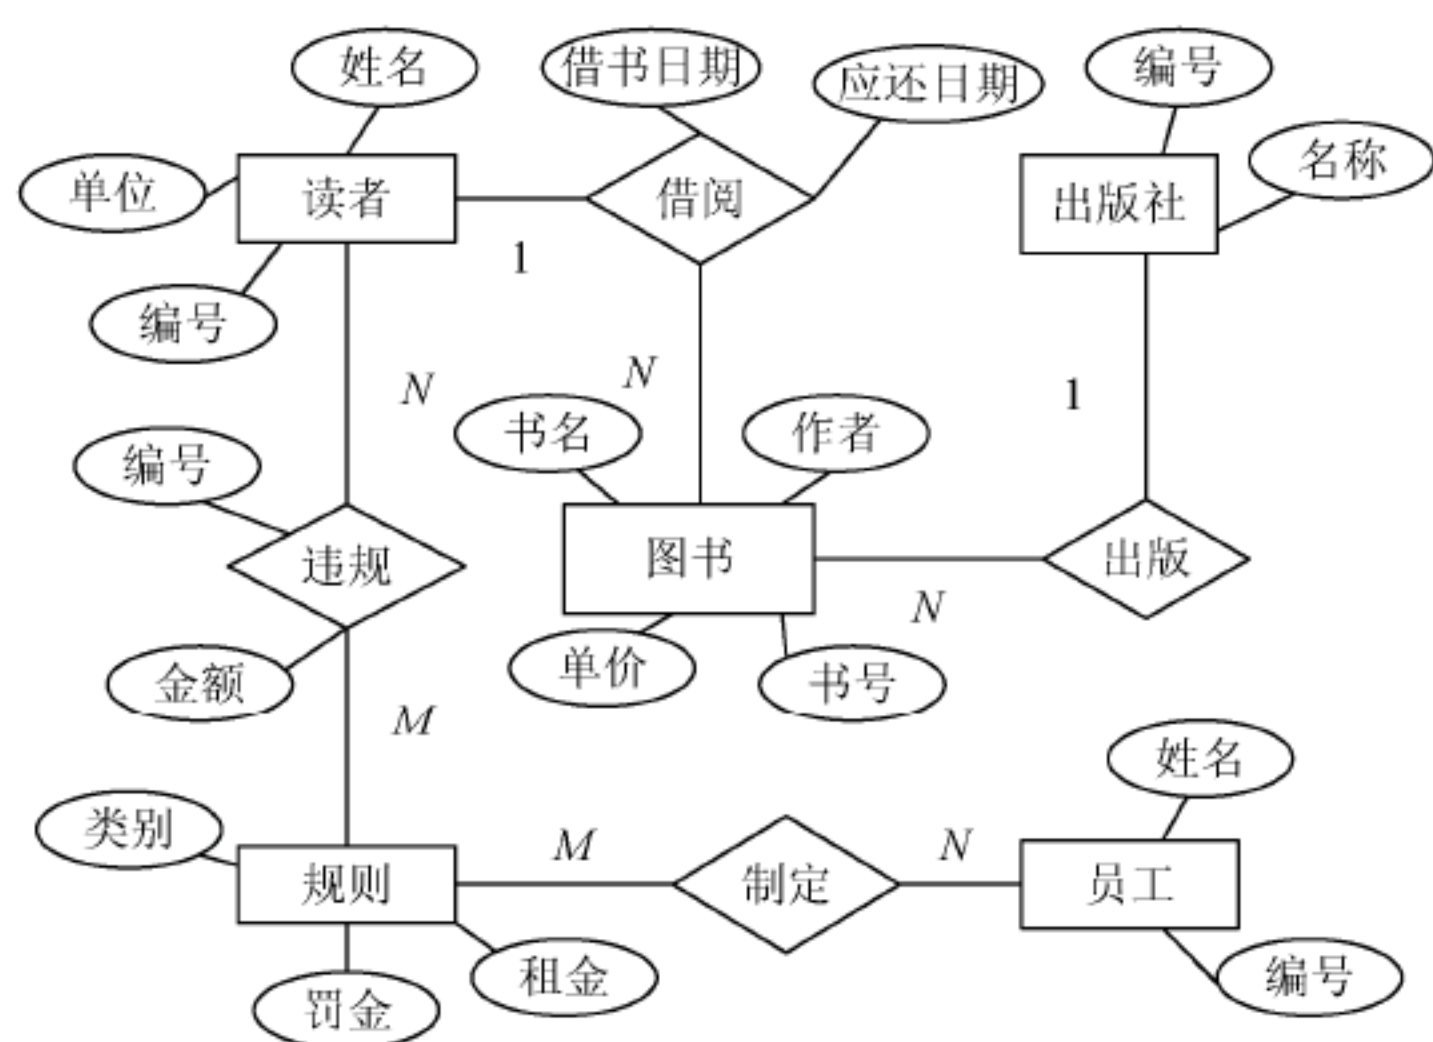 姓名
借书日期
应还日期
编号
单位
读者
借阅
出版社
名称
1
编号
N
N
1
书名
作者
编号
违规
图书
出版
N
金额
单价
书号
M
姓名
类别
规则
M
制定
N
员工
罚金
租金
编号